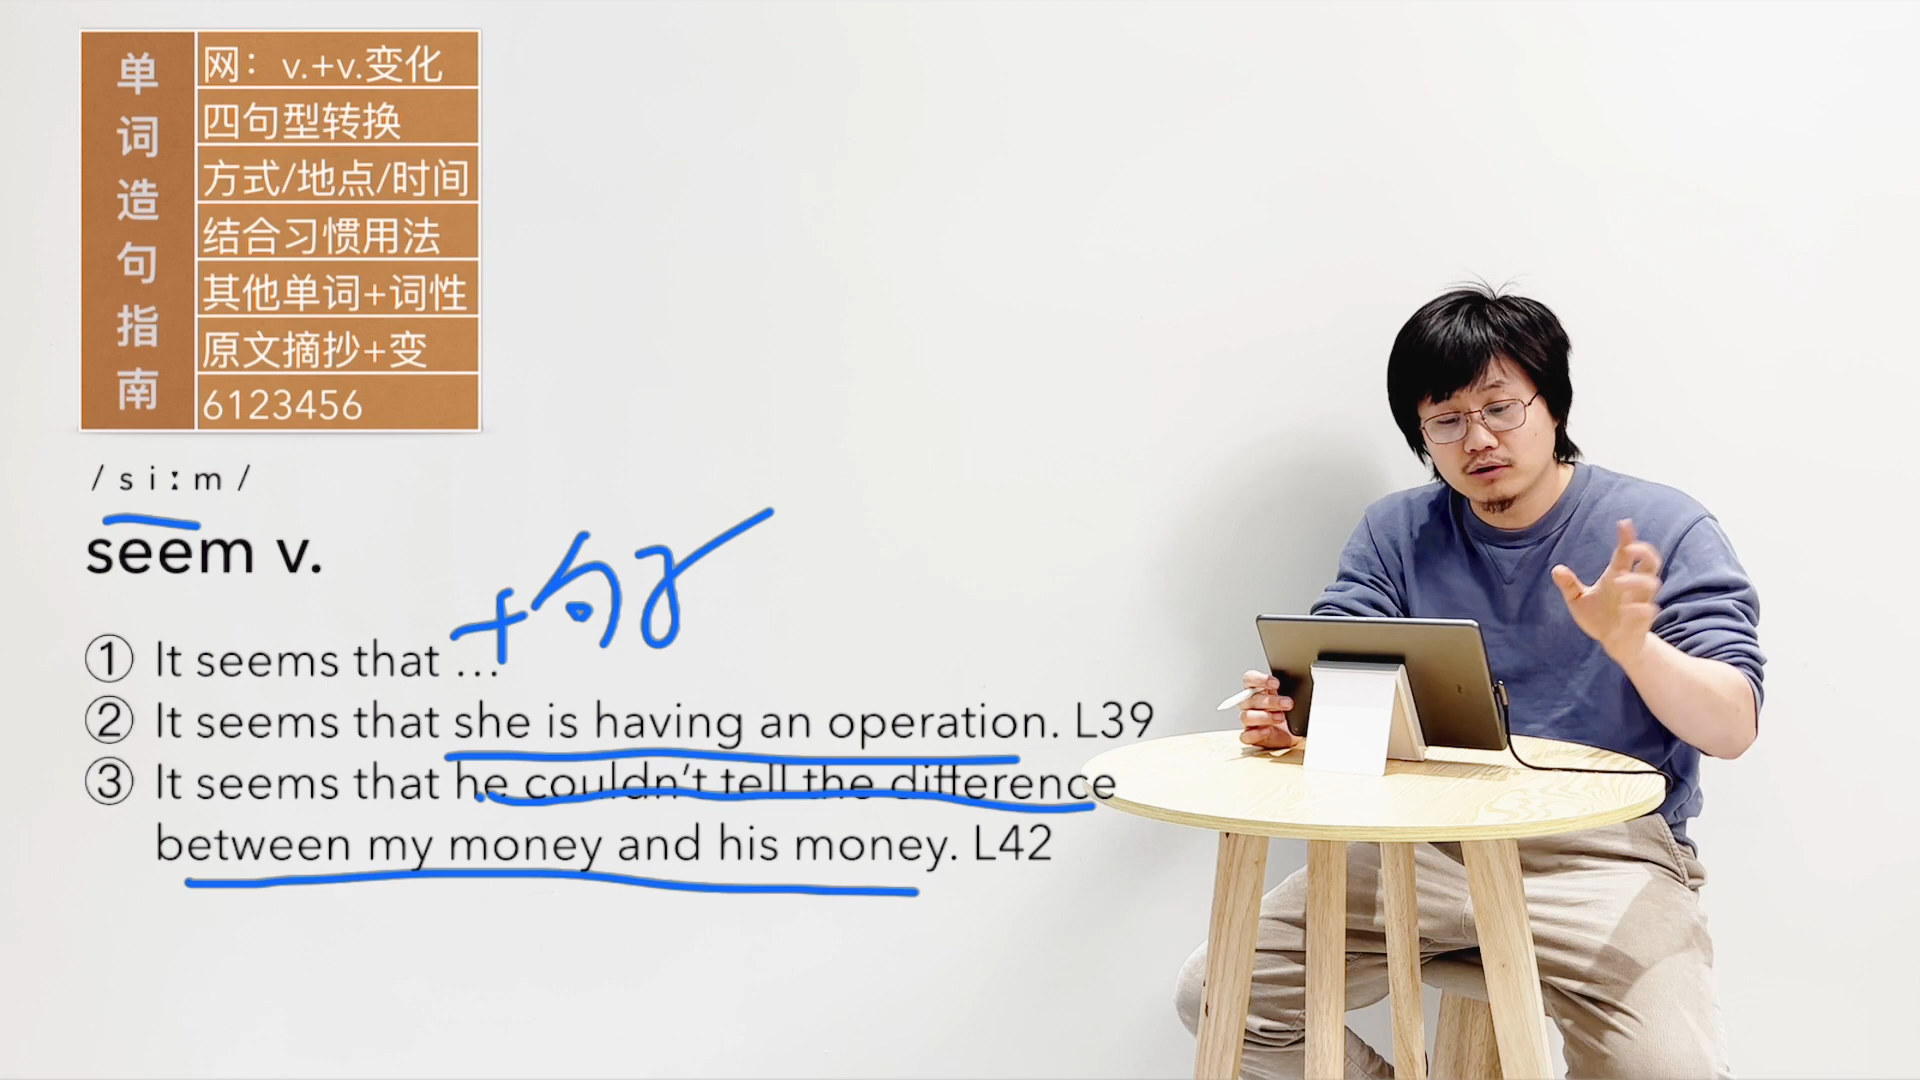 单词造句指南
网：v.+v.变化
四句型转换
方式/地点/时间
结合习惯用法
其他单词+词性
原文摘抄+变
6123456
/siːm/
seem v.
+句子
① It seems that ...
② It seems that she is having an operation. L39
③ It seems that he couldn't tell the difference
between my money and his money. L42